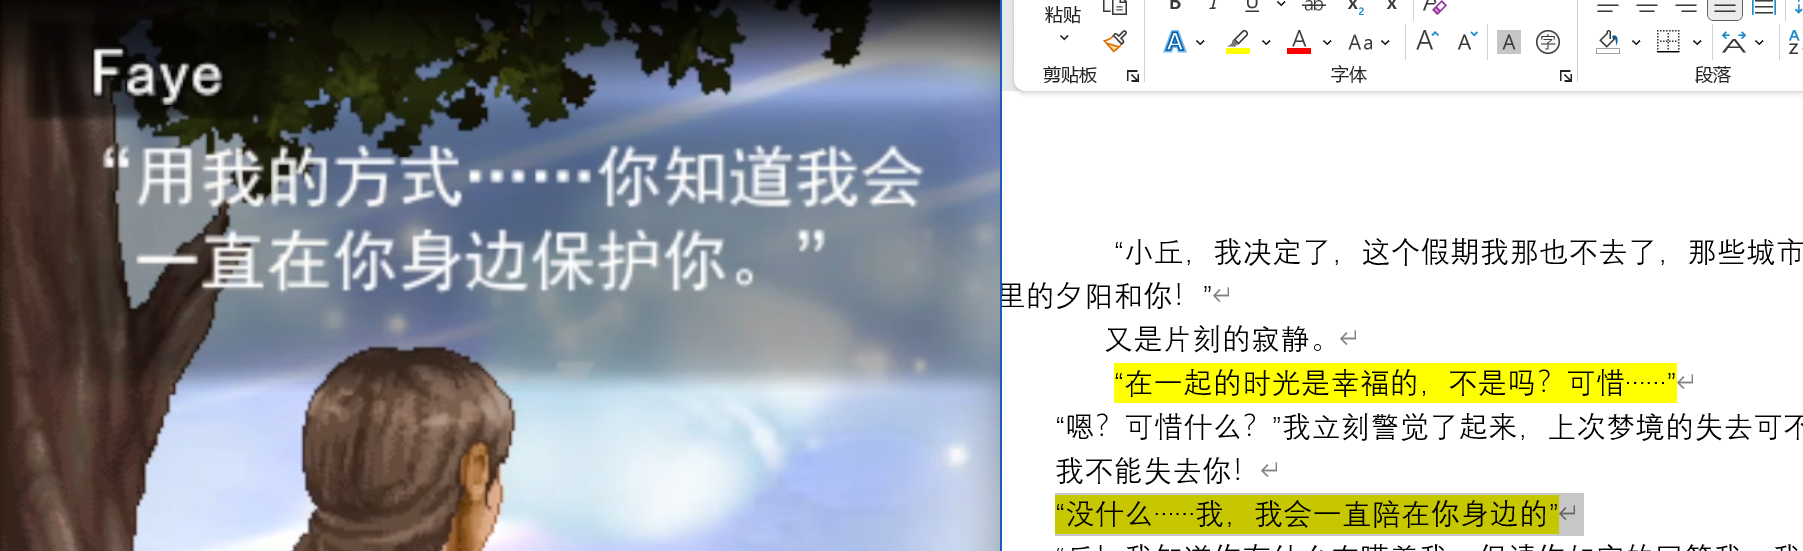 Faye
“用我的方式······你知道我会
一直在你身边保护你。”
粘贴
B I U ab x₂ x
A Aa A A A 字
剪贴板
字体
段落
“小丘，我决定了，这个假期我那也不去了，那些城市
里的夕阳和你！”
又是片刻的寂静。
“在一起的时光是幸福的，不是吗？可惜······”
“嗯？可惜什么？”我立刻警觉了起来，上次梦境的失去可不
我不能失去你！
“没什么······我，我会一直陪在你身边的”